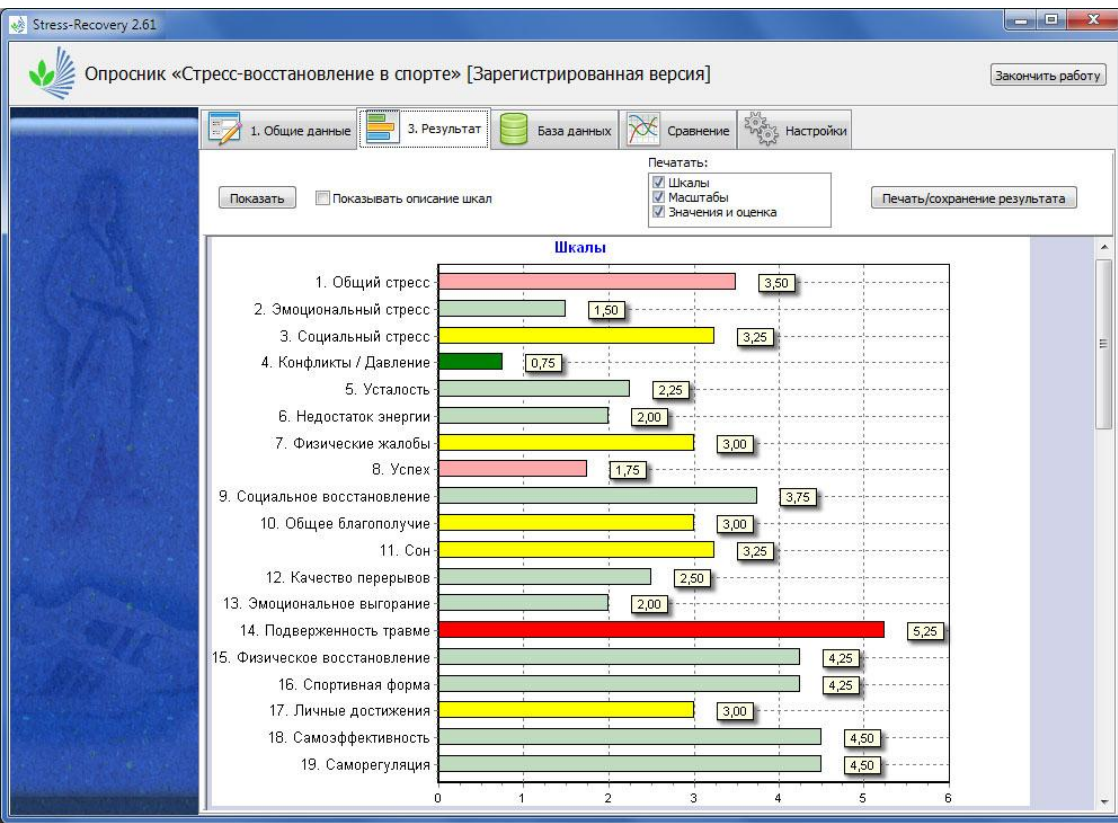 Stress-Recovery 2.61
Опросник «Стресс-восстановление в спорте» [Зарегистрированная версия]
Закончить работу
1. Общие данные
3. Результат
База данных
Сравнение
Настройки
Печатать:
Показать
Показывать описание шкал
Шкалы
Масштабы
Значения и оценка
Печать/сохранение результата
Шкалы
1. Общий стресс 3,50
2. Эмоциональный стресс 1,50
3. Социальный стресс 3,25
4. Конфликты / Давление 0,75
5. Усталость 2,25
6. Недостаток энергии 2,00
7. Физические жалобы 3,00
8. Успех 1,75
9. Социальное восстановление 3,75
10. Общее благополучие 3,00
11. Сон 3,25
12. Качество перерывов 2,50
13. Эмоциональное выгорание 2,00
14. Подверженность травме 5,25
15. Физическое восстановление 4,25
16. Спортивная форма 4,25
17. Личные достижения 3,00
18. Самоэффективность 4,50
19. Саморегуляция 4,50
0 1 2 3 4 5 6